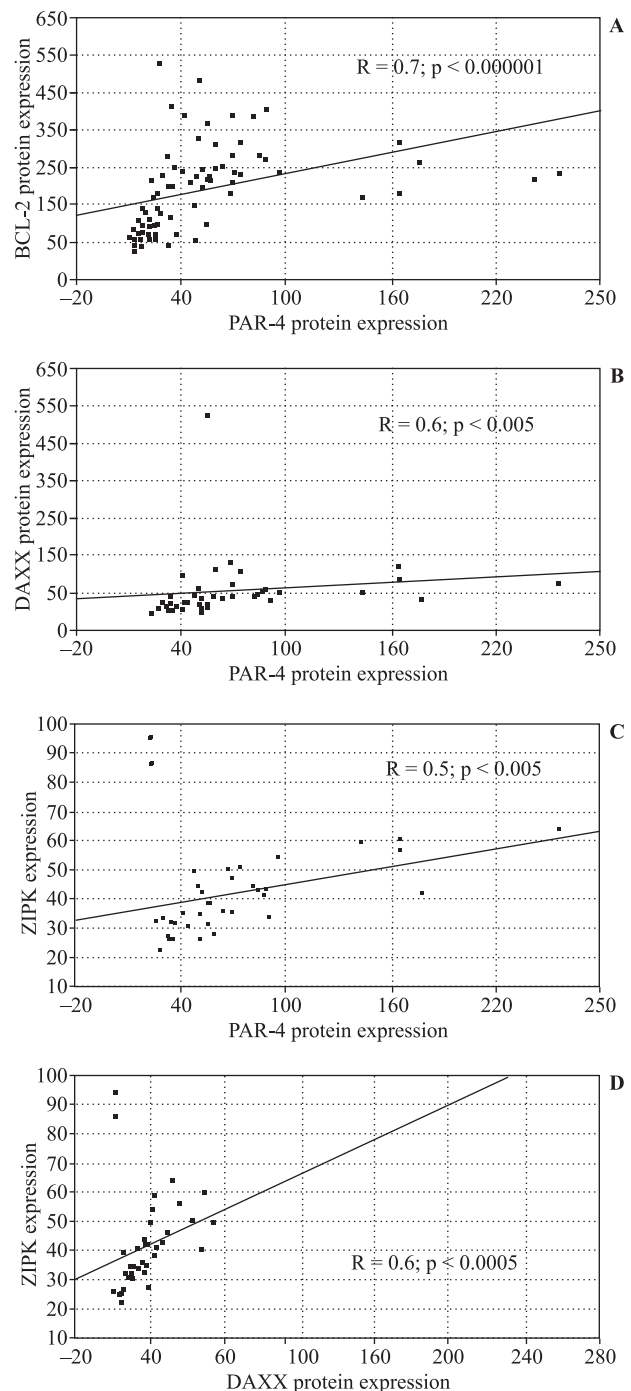 A
650
550
450
350
250
150
50
0
BCL-2 protein expression
R = 0.7; p < 0.000001
–20 40 100 160 220 250
PAR-4 protein expression
B
650
550
450
350
250
150
50
0
DAXX protein expression
R = 0.6; p < 0.005
–20 40 100 160 220 250
PAR-4 protein expression
C
100
90
80
70
60
50
40
30
20
10
ZIPK expression
R = 0.5; p < 0.005
–20 40 100 160 220 250
PAR-4 protein expression
D
100
90
80
70
60
50
40
30
20
10
ZIPK expression
R = 0.6; p < 0.0005
–20 40 60 110 160 200 240 280
DAXX protein expression